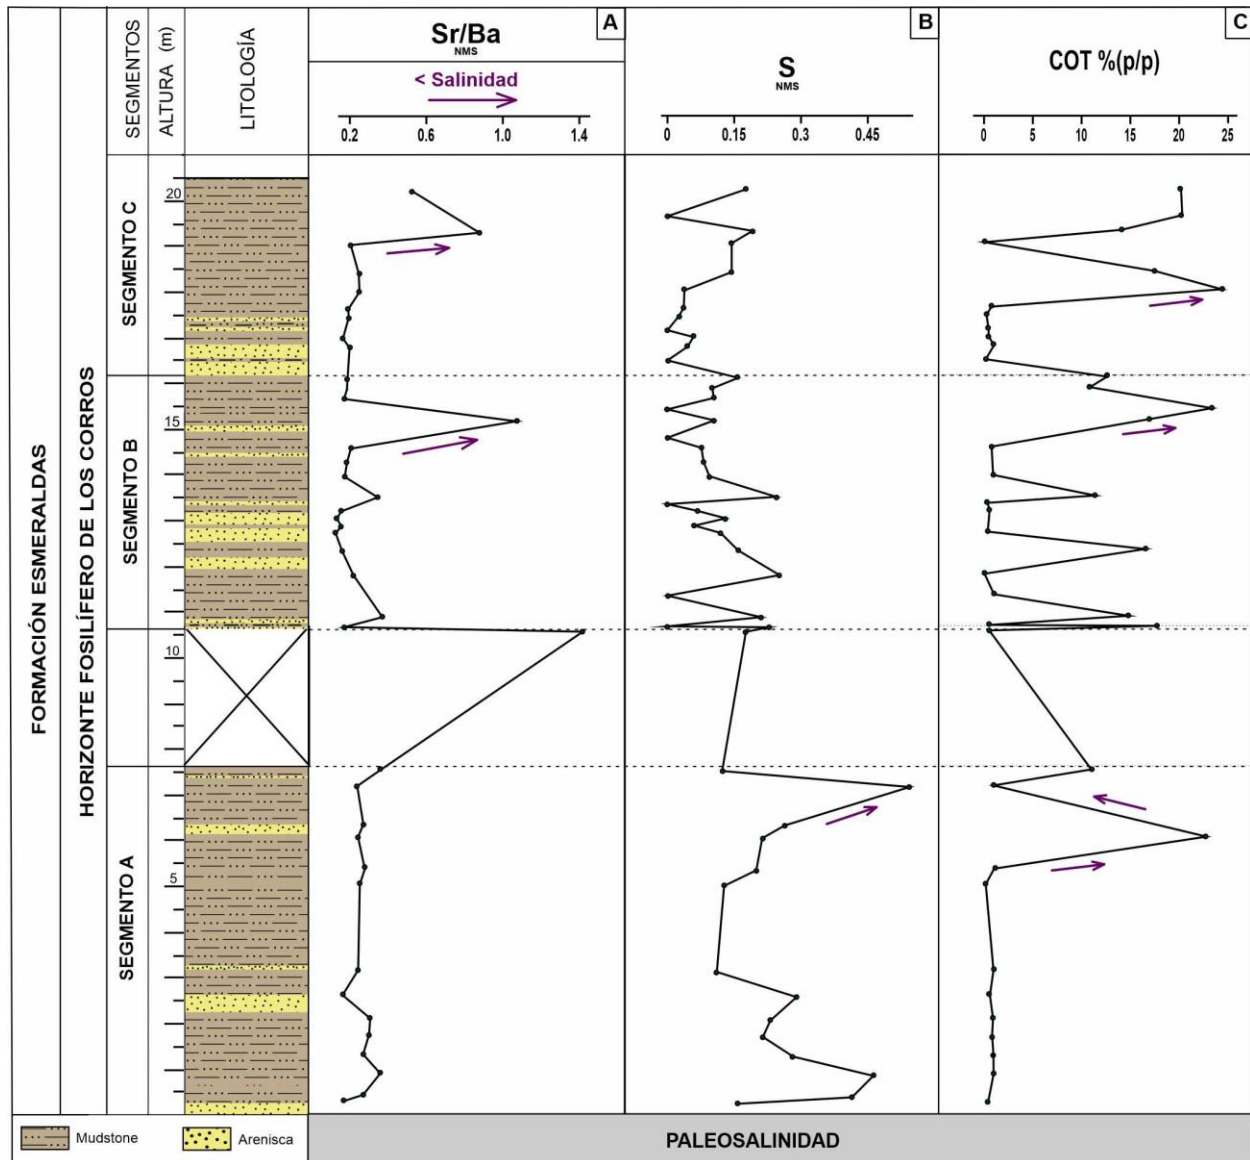 SEGMENTOS
ALTURA (m)
LITOLOGÍA
Sr/Ba
NMS
A
< Salinidad
0.2 0.6 1.0 1.4
S
NMS
B
0 0.15 0.3 0.45
COT %(p/p)
C
0 5 10 15 20 25
FORMACIÓN ESMERALDAS
HORIZONTE FOSILÍFERO DE LOS CORROS
SEGMENTO C
SEGMENTO B
SEGMENTO A
20
15
10
5
Mudstone
Arenisca
PALEOSALINIDAD